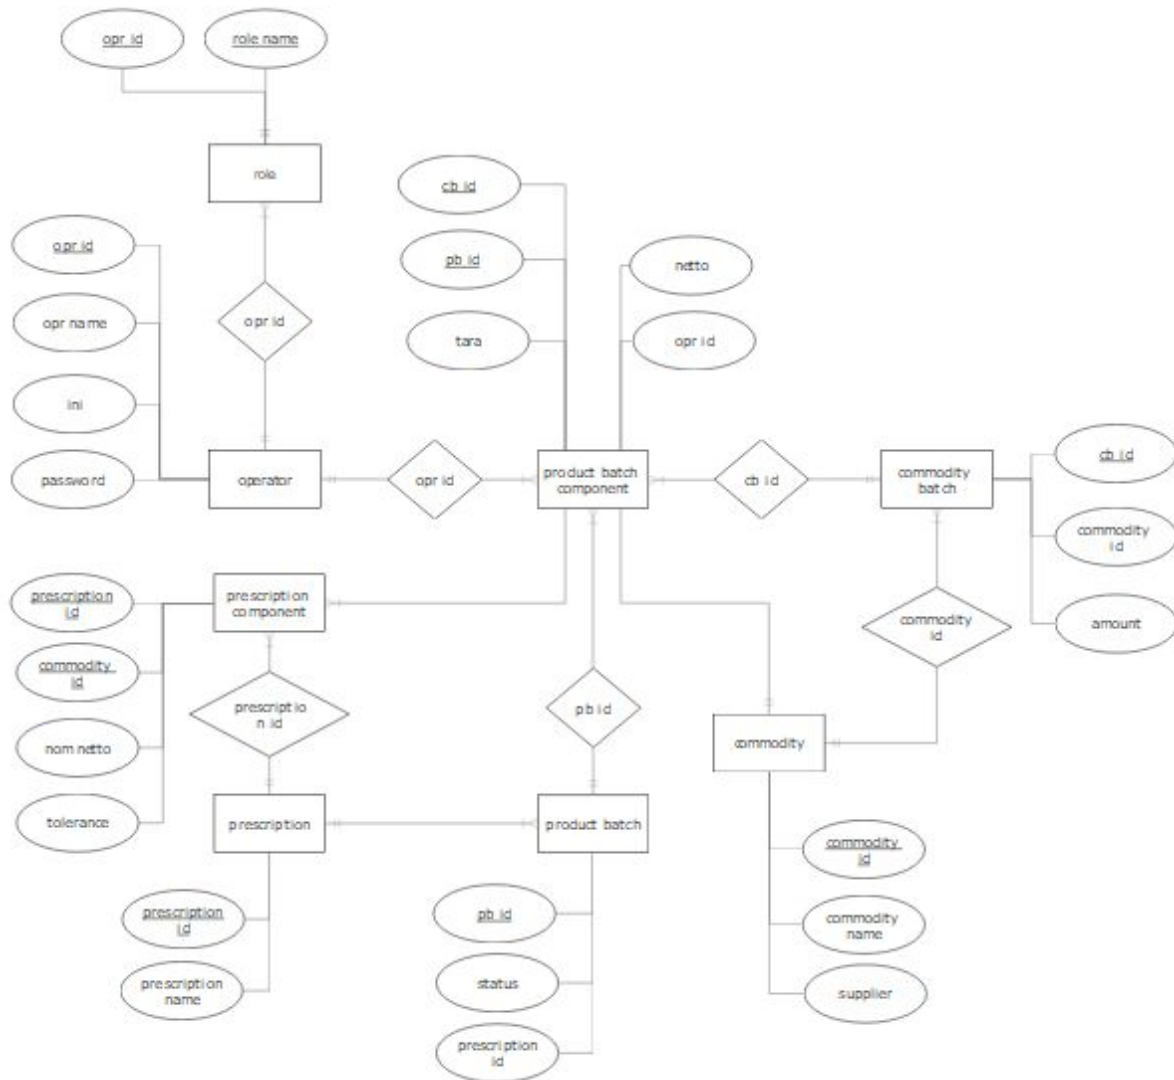 opr id
role name
role
cb id
opr id
pb id
netto
opr name
opr id
tara
opr id
ini
password
operator
opr id
product batch
component
cb id
commodity
batch
cb id
commodity
id
prescription
id
prescription
component
commodity
id
amount
commodity
id
prescriptio
n id
pb id
nom netto
commodity
tolerance
prescription
product batch
commodity
id
prescription
id
pb id
commodity
name
prescription
name
status
supplier
prescription
id